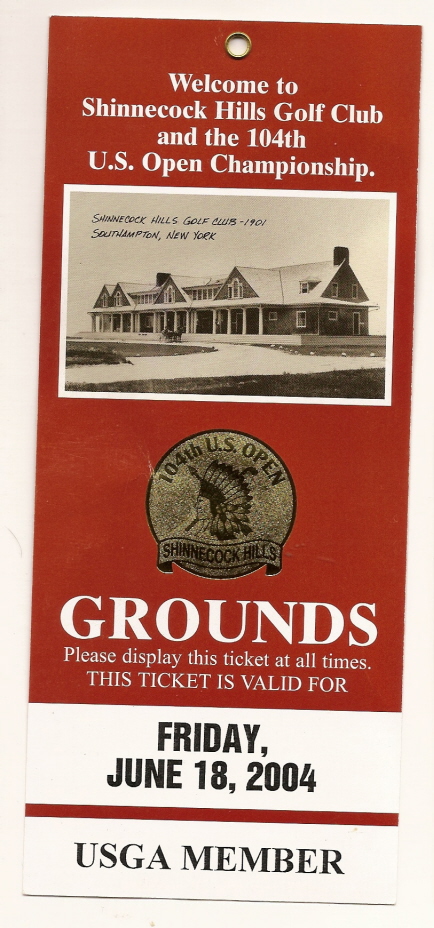 Welcome to
Shinnecock Hills Golf Club
and the 104th
U.S. Open Championship.
SHINNECOCK HILLS GOLF CLUB - 1901
SOUTHAMPTON, NEW YORK
104th U.S. OPEN
SHINNECOCK HILLS
GROUNDS
Please display this ticket at all times.
THIS TICKET IS VALID FOR
FRIDAY,
JUNE 18, 2004
USGA MEMBER